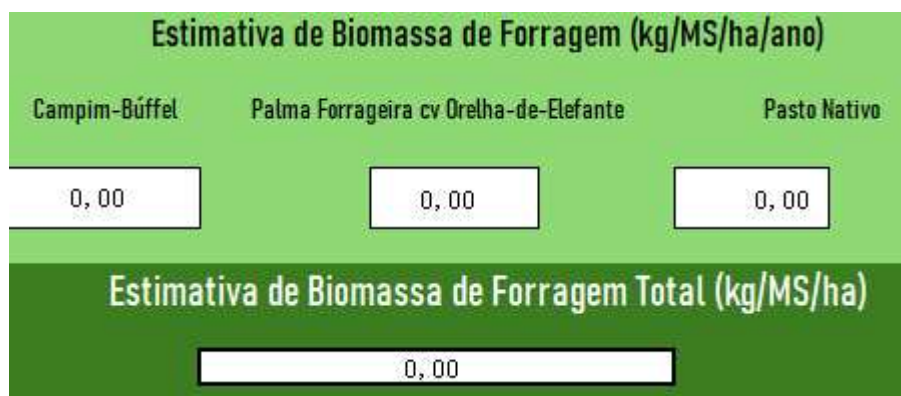 Estimativa de Biomassa de Forragem (kg/MS/ha/ano)
Campim-Búffel Palma Forrageira cv Orelha-de-Elefante Pasto Nativo
0,00 0,00 0,00
Estimativa de Biomassa de Forragem Total (kg/MS/ha)
0,00